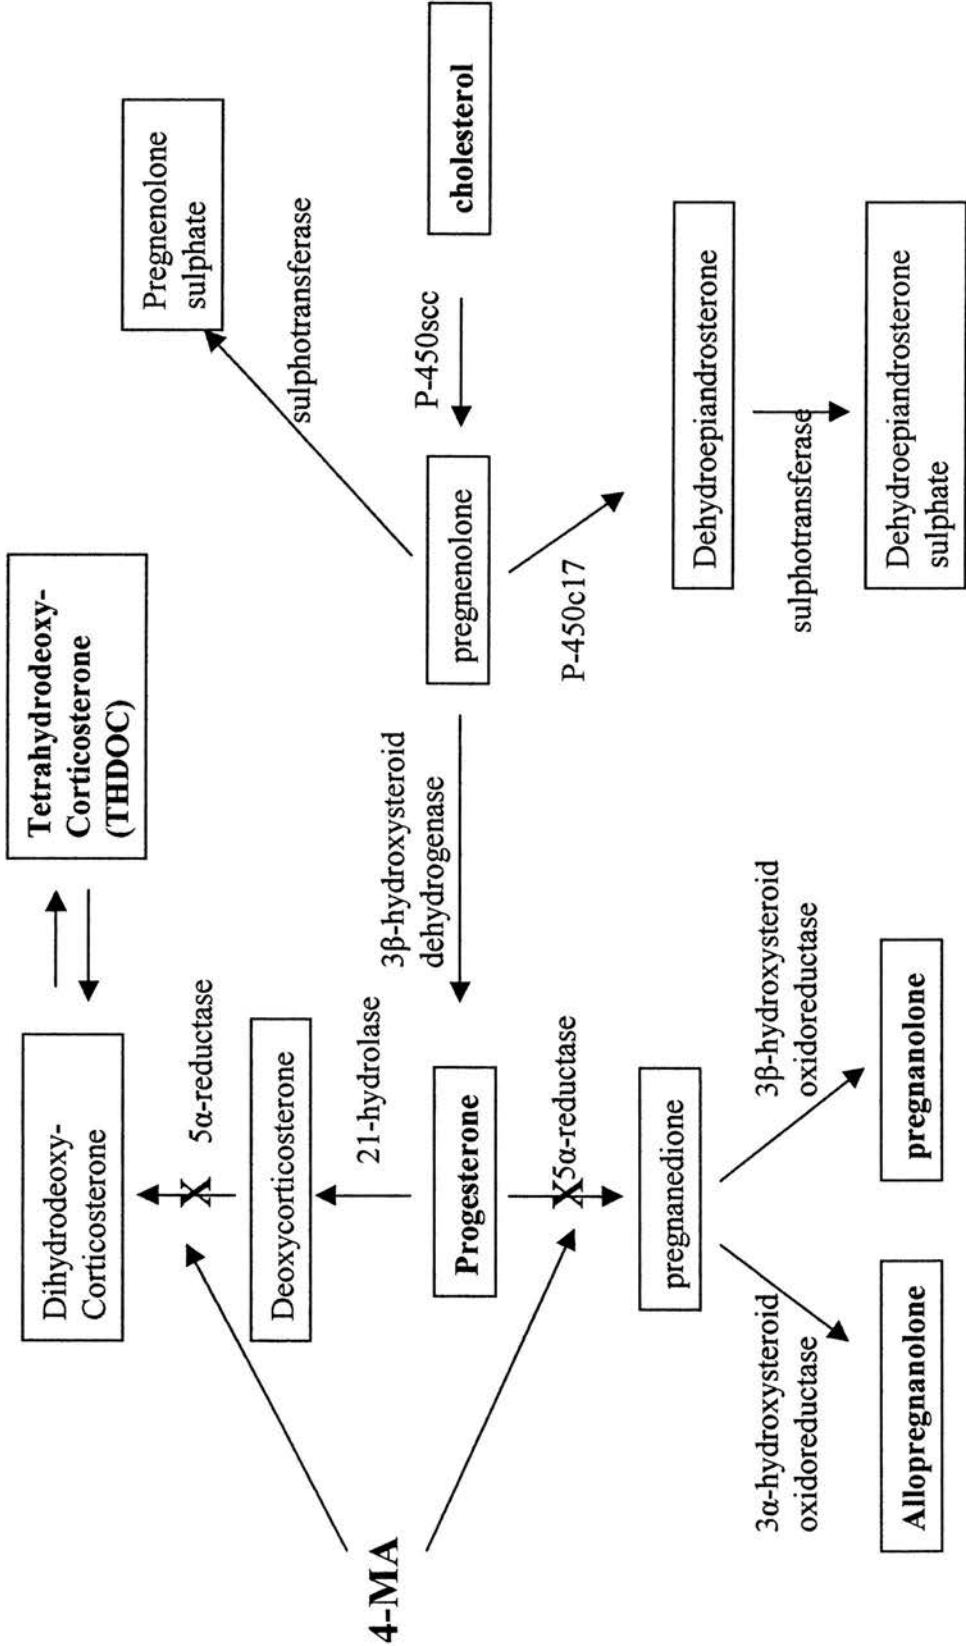 Dihydrodeoxy-
Corticosterone
Tetrahydrodeoxy-
Corticosterone
(THDOC)
Pregnenolone
sulphate
5α-reductase
Deoxycorticosterone
sulphotransferase
21-hydrolase
3β-hydroxysteroid
dehydrogenase
P-450scc
4-MA
Progesterone
pregnenolone
cholesterol
X
X5α-reductase
P-450c17
pregnanedione
Dehydroepiandrosterone
3α-hydroxysteroid
oxidoreductase
3β-hydroxysteroid
oxidoreductase
sulphotransferase
Allopregnanolone
pregnanolone
Dehydroepiandrosterone
sulphate